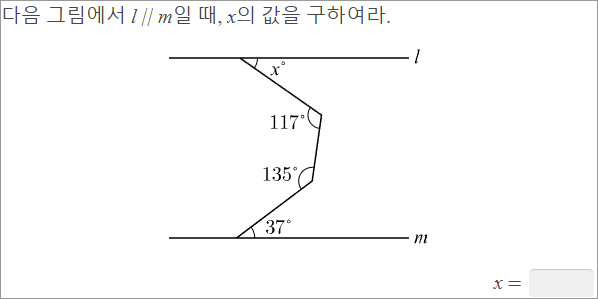 다음 그림에서 l // m일 때, x의 값을 구하여라.
l
x°
117°
135°
37°
m
x =